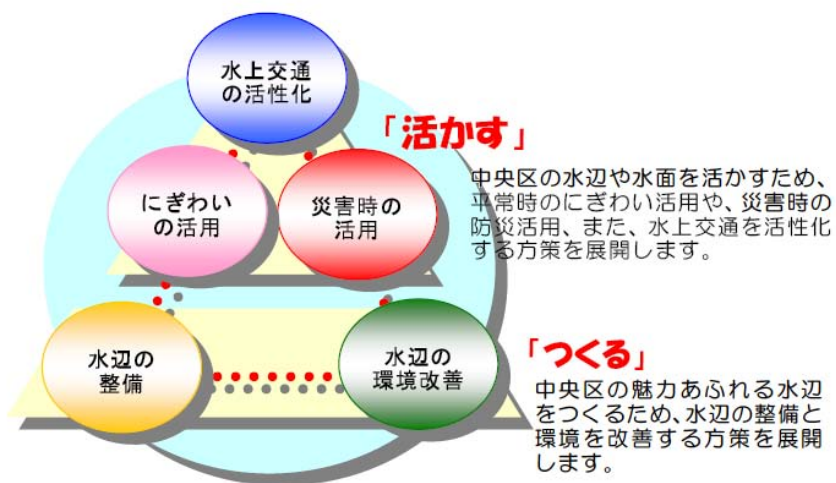 水上交通
の活性化
「活かす」
にぎわい
の活用
災害時の
活用
中央区の水辺や水面を活かすため、
平常時のにぎわい活用や、災害時の
防災活用、また、水上交通を活性化
する方策を展開します。
水辺の
整備
水辺の
環境改善
「つくる」
中央区の魅力あふれる水辺
をつくるため、水辺の整備と
環境を改善する方策を展開
します。